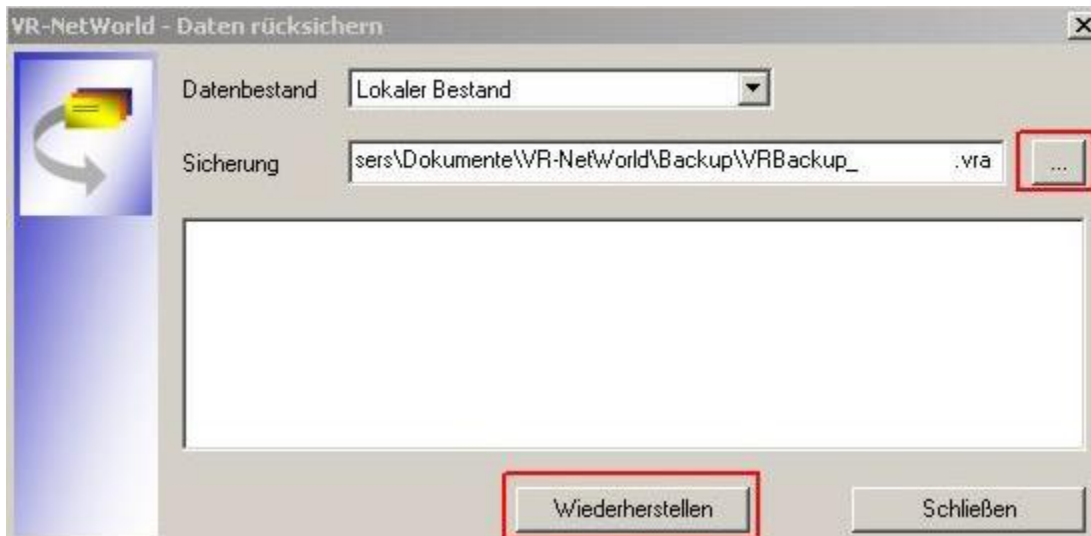 VR-NetWorld - Daten rücksichern
Datenbestand Lokaler Bestand
Sicherung sers\Dokumente\VR-NetWorld\Backup\VRBackup_ .vra ...
Wiederherstellen Schließen